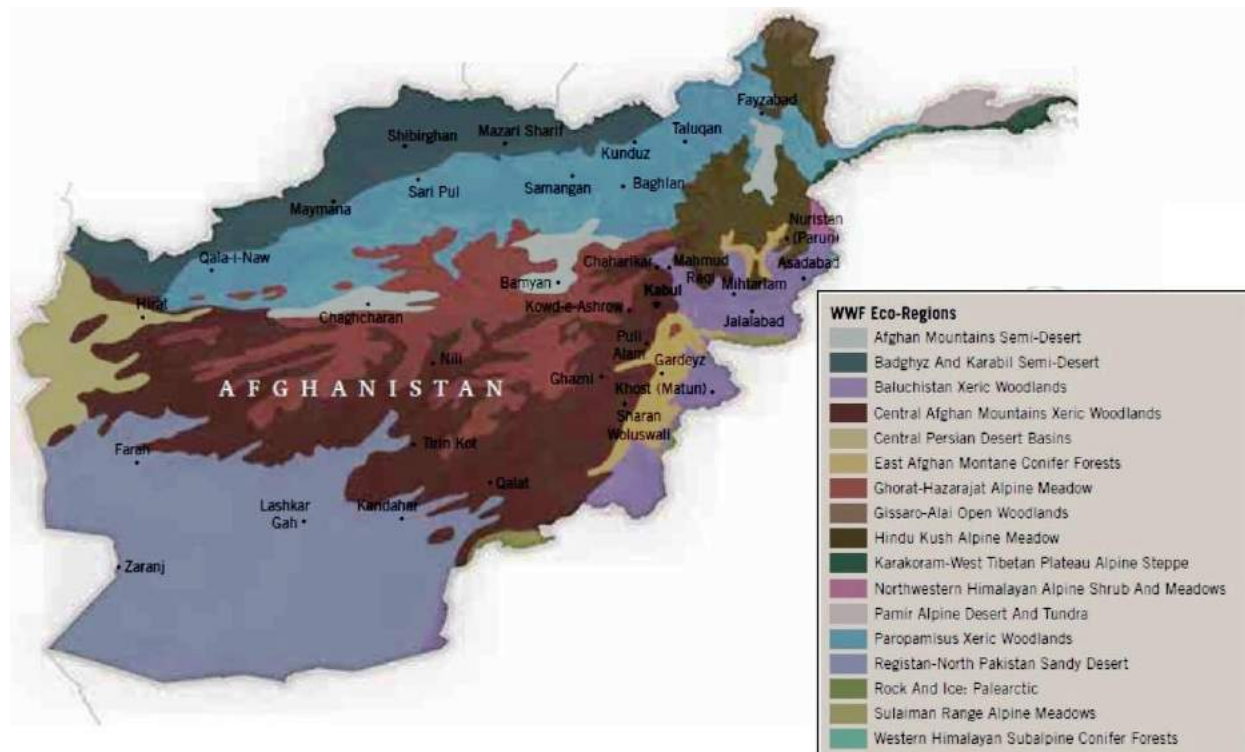 Fayzabad
Shibirghan
Mazari Sharif
Taluqan
Kunduz
Sari Pul
Samangan
Baghlan
Maymana
Nuristan
(Parun)
Qala-i-Naw
Chaharikar
Mahmud
Raqi
Asadabad
Bamyan
Mihtarlam
Hirat
Kabul
Chaghcharan
Kowd-e-Ashrow
Jalalabad
Puli
Alam
Nili
Gardeyz
AFGHANISTAN
Ghazni
Khost (Matun)
Sharan
Woluswali
Farah
Tirin Kot
Qalat
Lashkar
Gah
Kandahar
Zaranj
WWF Eco-Regions
Afghan Mountains Semi-Desert
Badghyz And Karabil Semi-Desert
Baluchistan Xeric Woodlands
Central Afghan Mountains Xeric Woodlands
Central Persian Desert Basins
East Afghan Montane Conifer Forests
Ghorat-Hazarajat Alpine Meadow
Gissaro-Alai Open Woodlands
Hindu Kush Alpine Meadow
Karakoram-West Tibetan Plateau Alpine Steppe
Northwestern Himalayan Alpine Shrub And Meadows
Pamir Alpine Desert And Tundra
Paropamisus Xeric Woodlands
Registan-North Pakistan Sandy Desert
Rock And Ice: Palearctic
Sulaiman Range Alpine Meadows
Western Himalayan Subalpine Conifer Forests